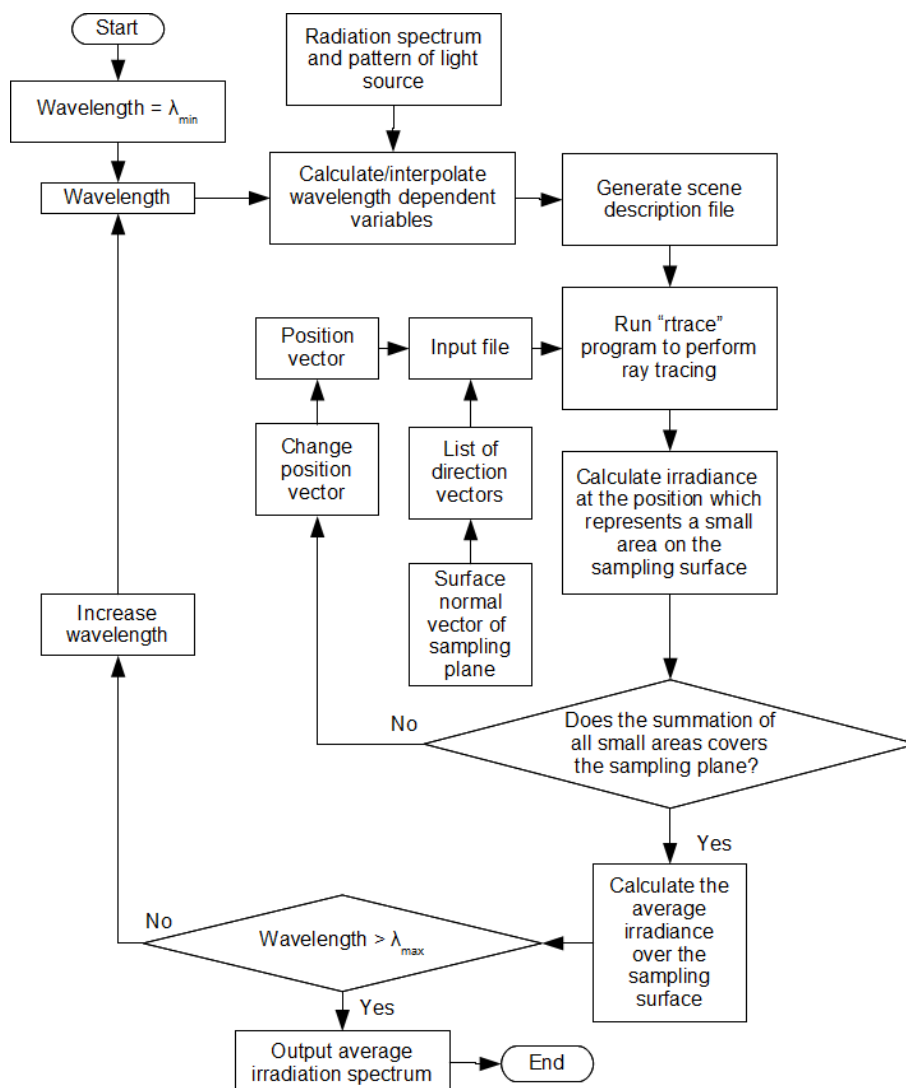 Start
Radiation spectrum
and pattern of light
source
Wavelength = λmin
Wavelength
Calculate/interpolate
wavelength dependent
variables
Generate scene
description file
Position
vector
Input file
Run “rtrace”
program to perform
ray tracing
Change
position
vector
List of
direction
vectors
Calculate irradiance
at the position which
represents a small
area on the
sampling surface
Surface
normal
vector of
sampling
plane
Increase
wavelength
No
Does the summation of
all small areas covers
the sampling plane?
Yes
Calculate the
average
irradiance
over the
sampling
surface
No
Wavelength > λmax
Yes
Output average
irradiation spectrum
End